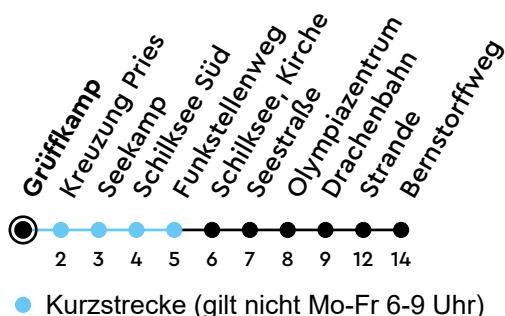 Grüffkamp
Kreuzung Pries
Seekamp
Schilksee Süd
Funkstellenweg
Schilksee, Kirche
Seestraße
Olympiazentrum
Drachenbahn
Strande
Bernstorffweg
2 3 4 5 6 7 8 9 12 14
Kurzstrecke (gilt nicht Mo-Fr 6-9 Uhr)